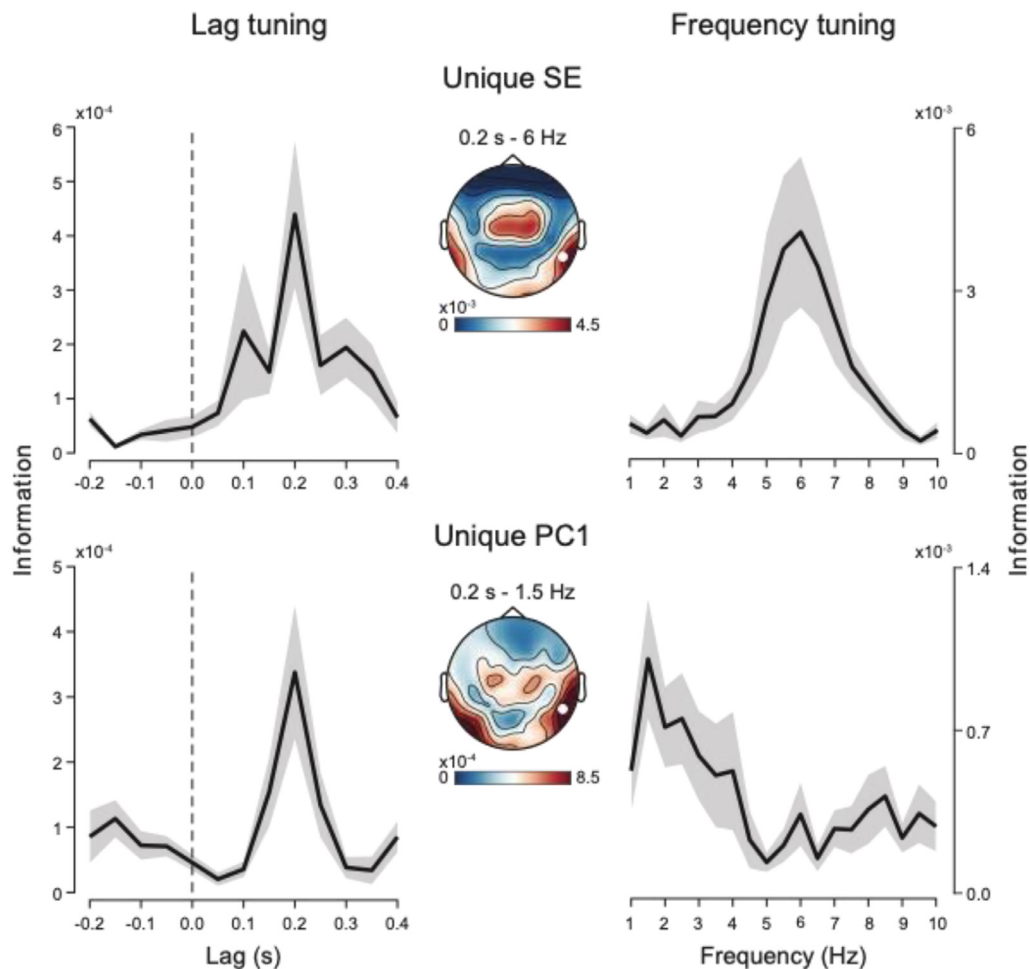 Lag tuning
Frequency tuning
Unique SE
x10-4
0.2 s - 6 Hz
x10-3
6
5
4
3
2
1
0
-0.2 -0.1 0.0 0.1 0.2 0.3 0.4
x10-3
0 4.5
6
3
0
1 2 3 4 5 6 7 8 9 10
Information
Information
Unique PC1
x10-4
0.2 s - 1.5 Hz
x10-3
5
4
3
2
1
0
-0.2 -0.1 0.0 0.1 0.2 0.3 0.4
Lag (s)
x10-4
0 8.5
1.4
0.7
0.0
1 2 3 4 5 6 7 8 9 10
Frequency (Hz)